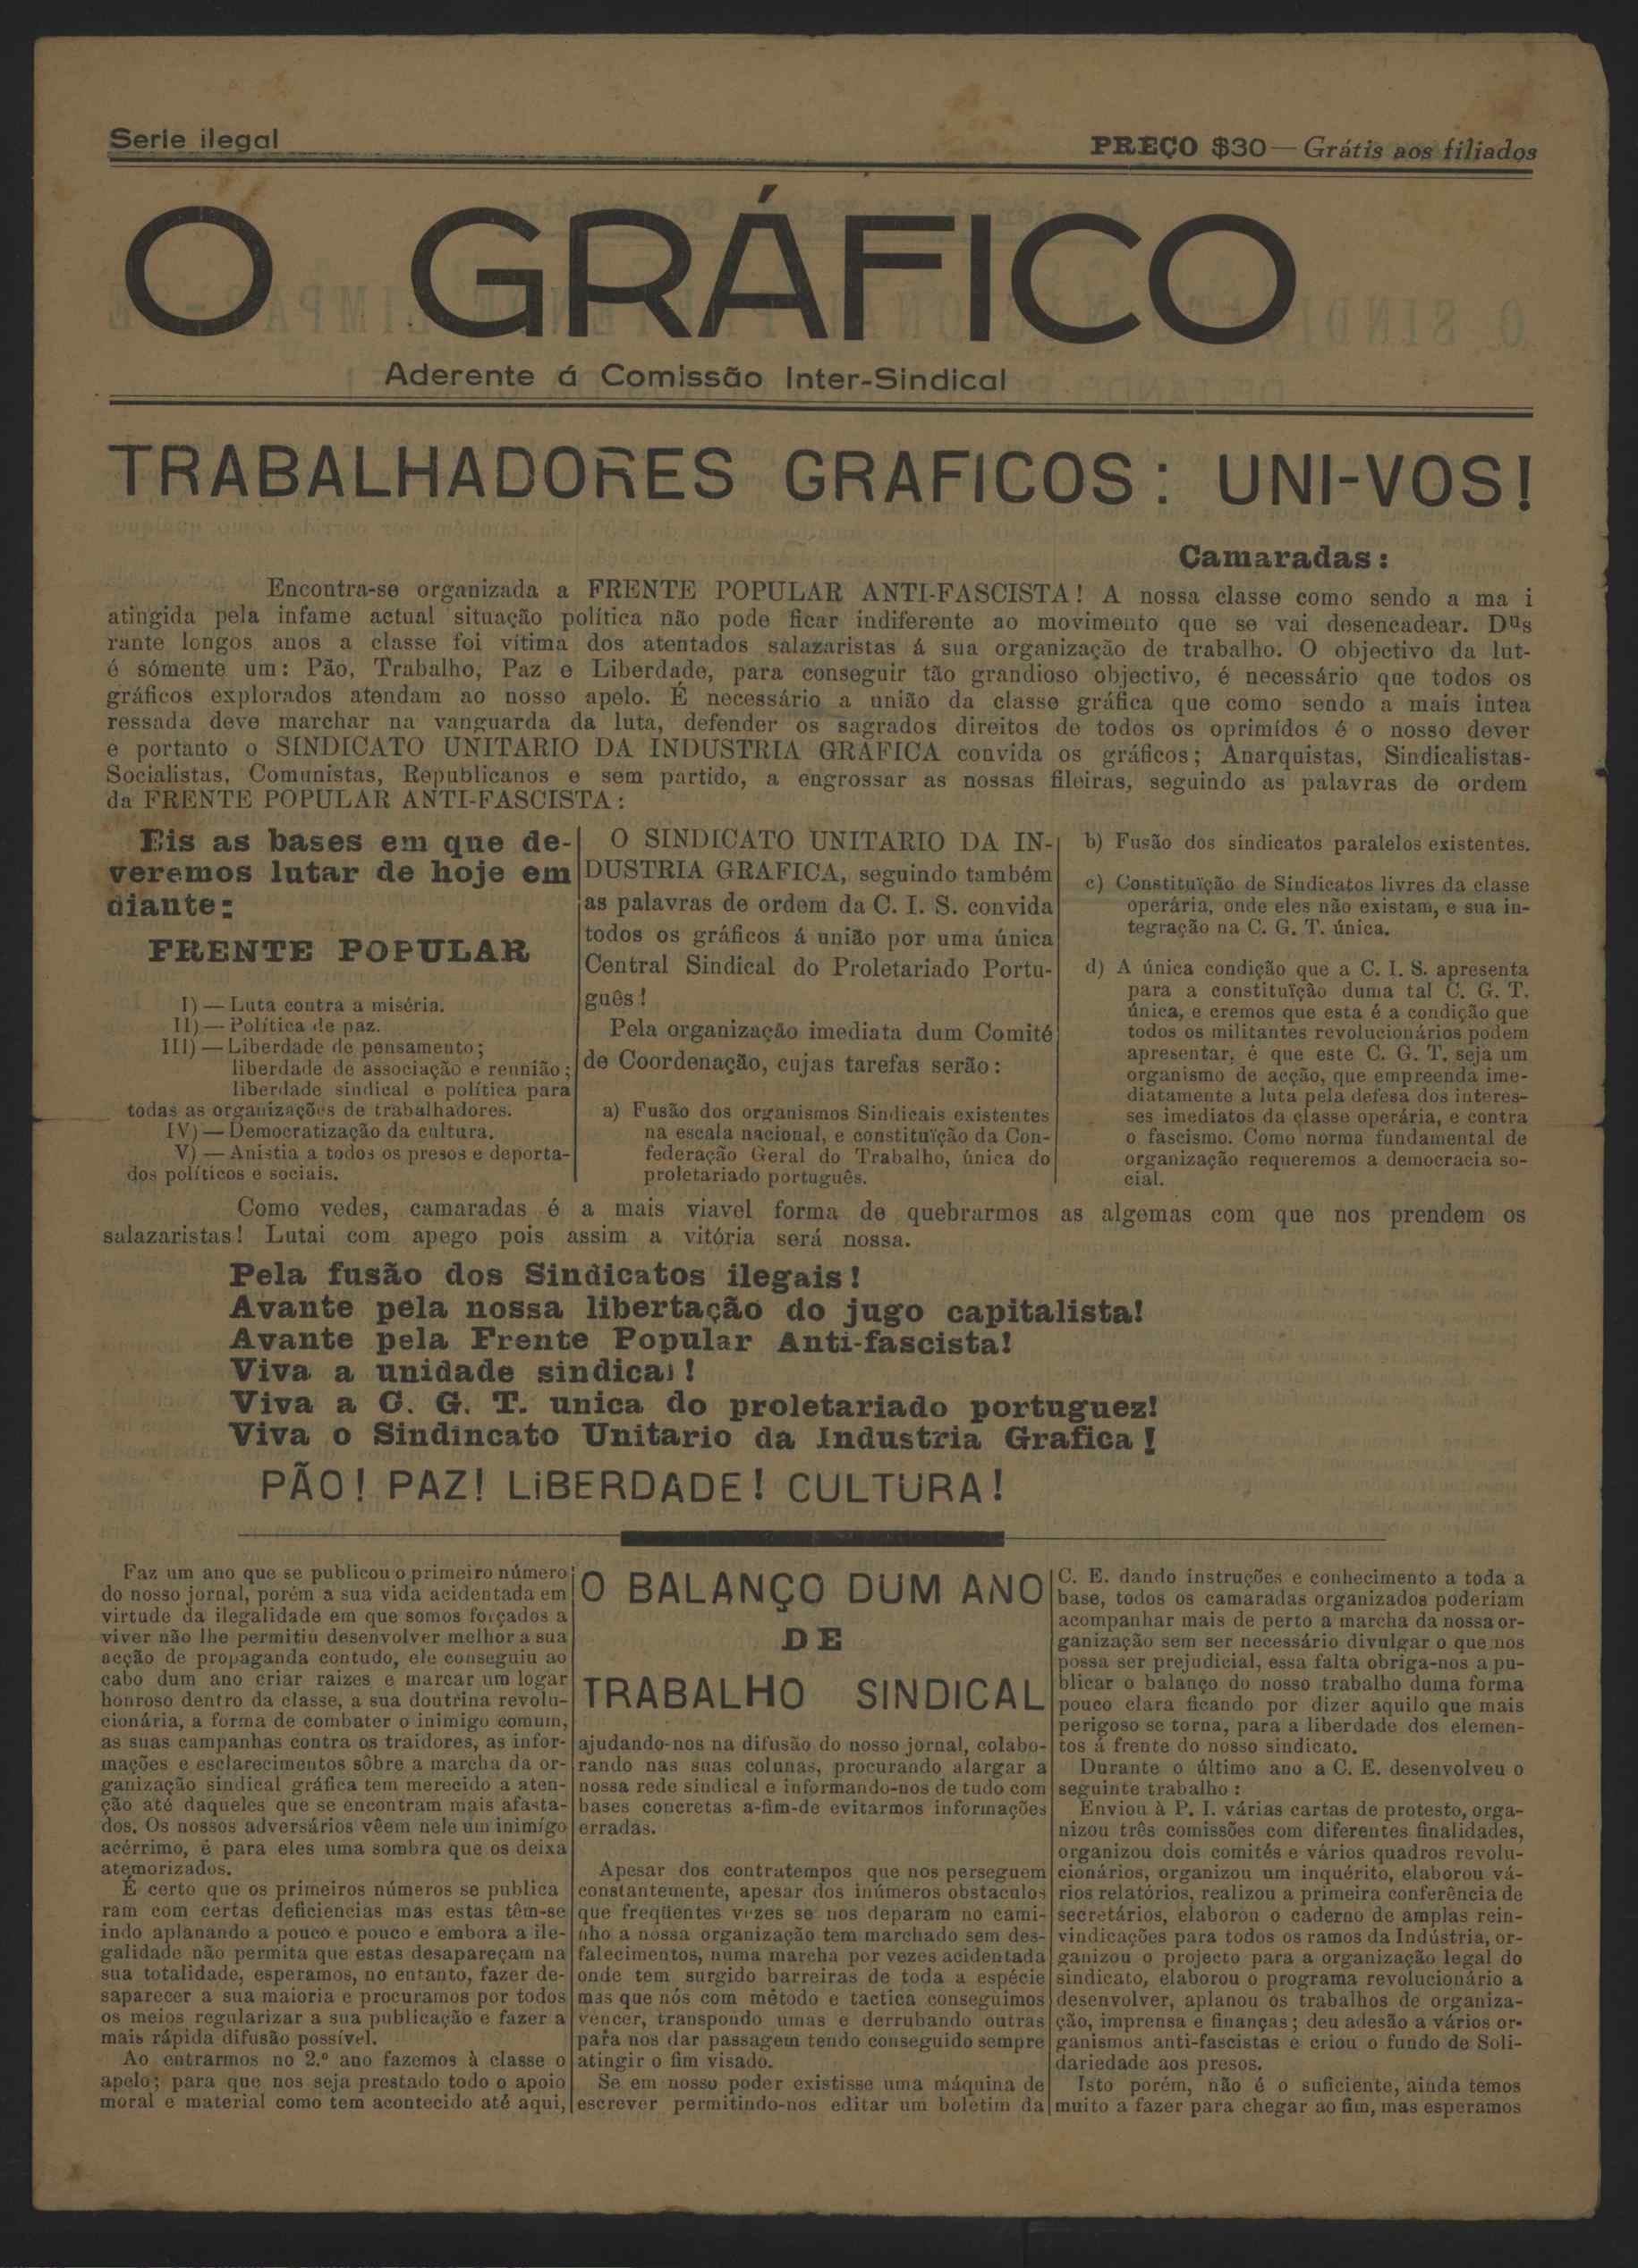 Serie ilegal
PREÇO $30 — Grátis aos filiados
O GRÁFICO
Aderente á Comissão Inter-Sindical
TRABALHADORES GRAFICOS: UNI-VOS!
Camaradas:
Encontra-se organizada a FRENTE POPULAR ANTI-FASCISTA! A nossa classe como sendo a ma i
atingida pela infame actual situação política não pode ficar indiferente ao movimento que se vai desencadear. Dus
rante longos anos a classe foi vítima dos atentados salazaristas á sua organização de trabalho. O objectivo da lut-
é sómente um: Pão, Trabalho, Paz e Liberdade, para conseguir tão grandioso objectivo, é necessário que todos os
gráficos explorados atendam ao nosso apelo. É necessário a união da classe gráfica que como sendo a mais intea
ressada deve marchar na vanguarda da luta, defender os sagrados direitos de todos os oprimidos é o nosso dever
e portanto o SINDICATO UNITARIO DA INDUSTRIA GRAFICA convida os gráficos; Anarquistas, Sindicalistas-
Socialistas, Comunistas, Republicanos e sem partido, a engrossar as nossas fileiras, seguindo as palavras de ordem
da FRENTE POPULAR ANTI-FASCISTA:
Eis as bases em que de-
veremos lutar de hoje em
diante:
FRENTE POPULAR
I) — Luta contra a miséria.
II) — Política de paz.
III) — Liberdade de pensamento;
liberdade de associação e reunião;
liberdade sindical e política para
todas as organizações de trabalhadores.
IV) — Democratização da cultura.
V) — Anistia a todos os presos e deporta-
dos políticos e sociais.
O SINDICATO UNITARIO DA IN-
DUSTRIA GRAFICA, seguindo também
as palavras de ordem da C. I. S. convida
todos os gráficos á união por uma única
Central Sindical do Proletariado Portu-
guês!
Pela organização imediata dum Comité
de Coordenação, cujas tarefas serão:
a) Fusão dos organismos Sindicais existentes
na escala nacional, e constituïção da Con-
federação Geral do Trabalho, única do
proletariado português.
b) Fusão dos sindicatos paralelos existentes.
c) Constituïção de Sindicatos livres da classe
operária, onde eles não existam, e sua in-
tegração na C. G. T. única.
d) A única condição que a C. I. S. apresenta
para a constituïção duma tal C. G. T.
única, e cremos que esta é a condição que
todos os militantes revolucionários podem
apresentar, é que este C. G. T. seja um
organismo de acção, que empreenda ime-
diatamente a luta pela defesa dos interes-
ses imediatos da classe operária, e contra
o fascismo. Como norma fundamental de
organização requeremos a democracia so-
cial.
Como vedes, camaradas é a mais viavel forma de quebrarmos as algemas com que nos prendem os
salazaristas! Lutai com apego pois assim a vitória será nossa.
Pela fusão dos Sindicatos ilegais!
Avante pela nossa libertação do jugo capitalista!
Avante pela Frente Popular Anti-fascista!
Viva a unidade sindical!
Viva a C. G. T. unica do proletariado portuguez!
Viva o Sindincato Unitario da Industria Grafica!
PÃO! PAZ! LiBERDADE! CULTURA!
Faz um ano que se publicou o primeiro número
do nosso jornal, porém a sua vida acidentada em
virtude da ilegalidade em que somos forçados a
viver não lhe permitiu desenvolver melhor a sua
acção de propaganda contudo, ele conseguiu ao
cabo dum ano criar raizes e marcar um logar
honroso dentro da classe, a sua doutrina revolu-
cionária, a forma de combater o inimigo comum,
as suas campanhas contra os traidores, as infor-
mações e esclarecimentos sôbre a marcha da or-
ganização sindical gráfica tem merecido a aten-
ção até daqueles que se encontram mais afasta-
dos. Os nossos adversários vêem nele um inimigo
acérrimo, é para eles uma sombra que os deixa
atemorizados.
É certo que os primeiros números se publica
ram com certas deficiencias mas estas têm-se
indo aplanando a pouco e pouco e embora a ile-
galidade não permita que estas desapareçam na
sua totalidade, esperamos, no entanto, fazer de-
saparecer a sua maioria e procuramos por todos
os meios regularizar a sua publicação e fazer a
mais rápida difusão possível.
Ao entrarmos no 2.º ano fazemos à classe o
apelo; para que nos seja prestado todo o apoio
moral e material como tem acontecido até aqui,
O BALANÇO DUM ANO
DE
TRABALHO SINDICAL
ajudando-nos na difusão do nosso jornal, colabo-
rando nas suas colunas, procurando alargar a
nossa rede sindical e informando-nos de tudo com
bases concretas a-fim-de evitarmos informações
erradas.
Apesar dos contratempos que nos perseguem
constantemente, apesar dos inúmeros obstaculos
que freqüentes vezes se nos deparam no cami-
nho a nossa organização tem marchado sem des-
falecimentos, numa marcha por vezes acidentada
onde tem surgido barreiras de toda a espécie
mas que nós com método e tactica conseguimos
vencer, transpondo umas e derrubando outras
para nos dar passagem tendo conseguido sempre
atingir o fim visado.
Se em nosso poder existisse uma máquina de
escrever permitindo-nos editar um boletim da
C. E. dando instruções e conhecimento a toda a
base, todos os camaradas organizados poderiam
acompanhar mais de perto a marcha da nossa or-
ganização sem ser necessário divulgar o que nos
possa ser prejudicial, essa falta obriga-nos a pu-
blicar o balanço do nosso trabalho duma forma
pouco clara ficando por dizer aquilo que mais
perigoso se torna, para a liberdade dos elemen-
tos á frente do nosso sindicato.
Durante o último ano a C. E. desenvolveu o
seguinte trabalho:
Enviou à P. I. várias cartas de protesto, orga-
nizou três comissões com diferentes finalidades,
organizou dois comités e vários quadros revolu-
cionários, organizou um inquérito, elaborou vá-
rios relatórios, realizou a primeira conferência de
secretários, elaborou o caderno de amplas rein-
vindicações para todos os ramos da Indústria, or-
ganizou o projecto para a organização legal do
sindicato, elaborou o programa revolucionário a
desenvolver, aplanou os trabalhos de organiza-
ção, imprensa e finanças; deu adesão a vários or-
ganismos anti-fascistas e criou o fundo de Soli-
dariedade aos presos.
Isto porém, não é o suficiente, ainda temos
muito a fazer para chegar ao fim, mas esperamos